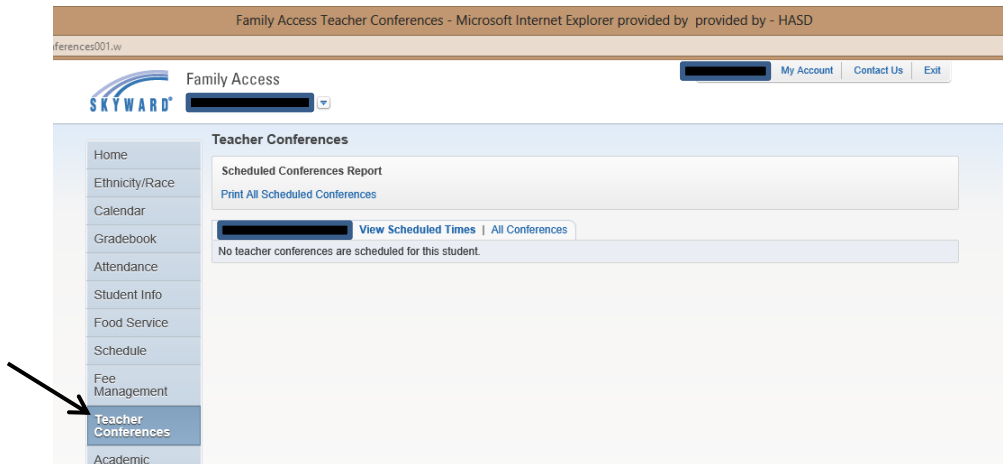 Family Access Teacher Conferences - Microsoft Internet Explorer provided by provided by - HASD
ferences001.w
SKYWARD®
Family Access
My Account
Contact Us
Exit
Home
Ethnicity/Race
Calendar
Gradebook
Attendance
Student Info
Food Service
Schedule
Fee
Management
Teacher
Conferences
Academic
Teacher Conferences
Scheduled Conferences Report
Print All Scheduled Conferences
View Scheduled Times | All Conferences
No teacher conferences are scheduled for this student.